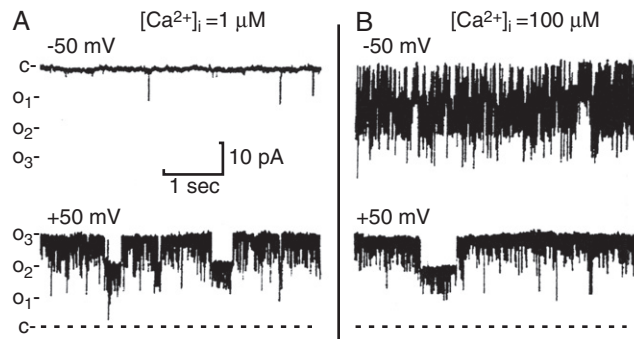 A [Ca²⁺]ᵢ = 1 µM
-50 mV
c-
o₁-
o₂-
o₃-
10 pA
1 sec
+50 mV
o₃-
o₂-
o₁-
c-
B [Ca²⁺]ᵢ = 100 µM
-50 mV
+50 mV